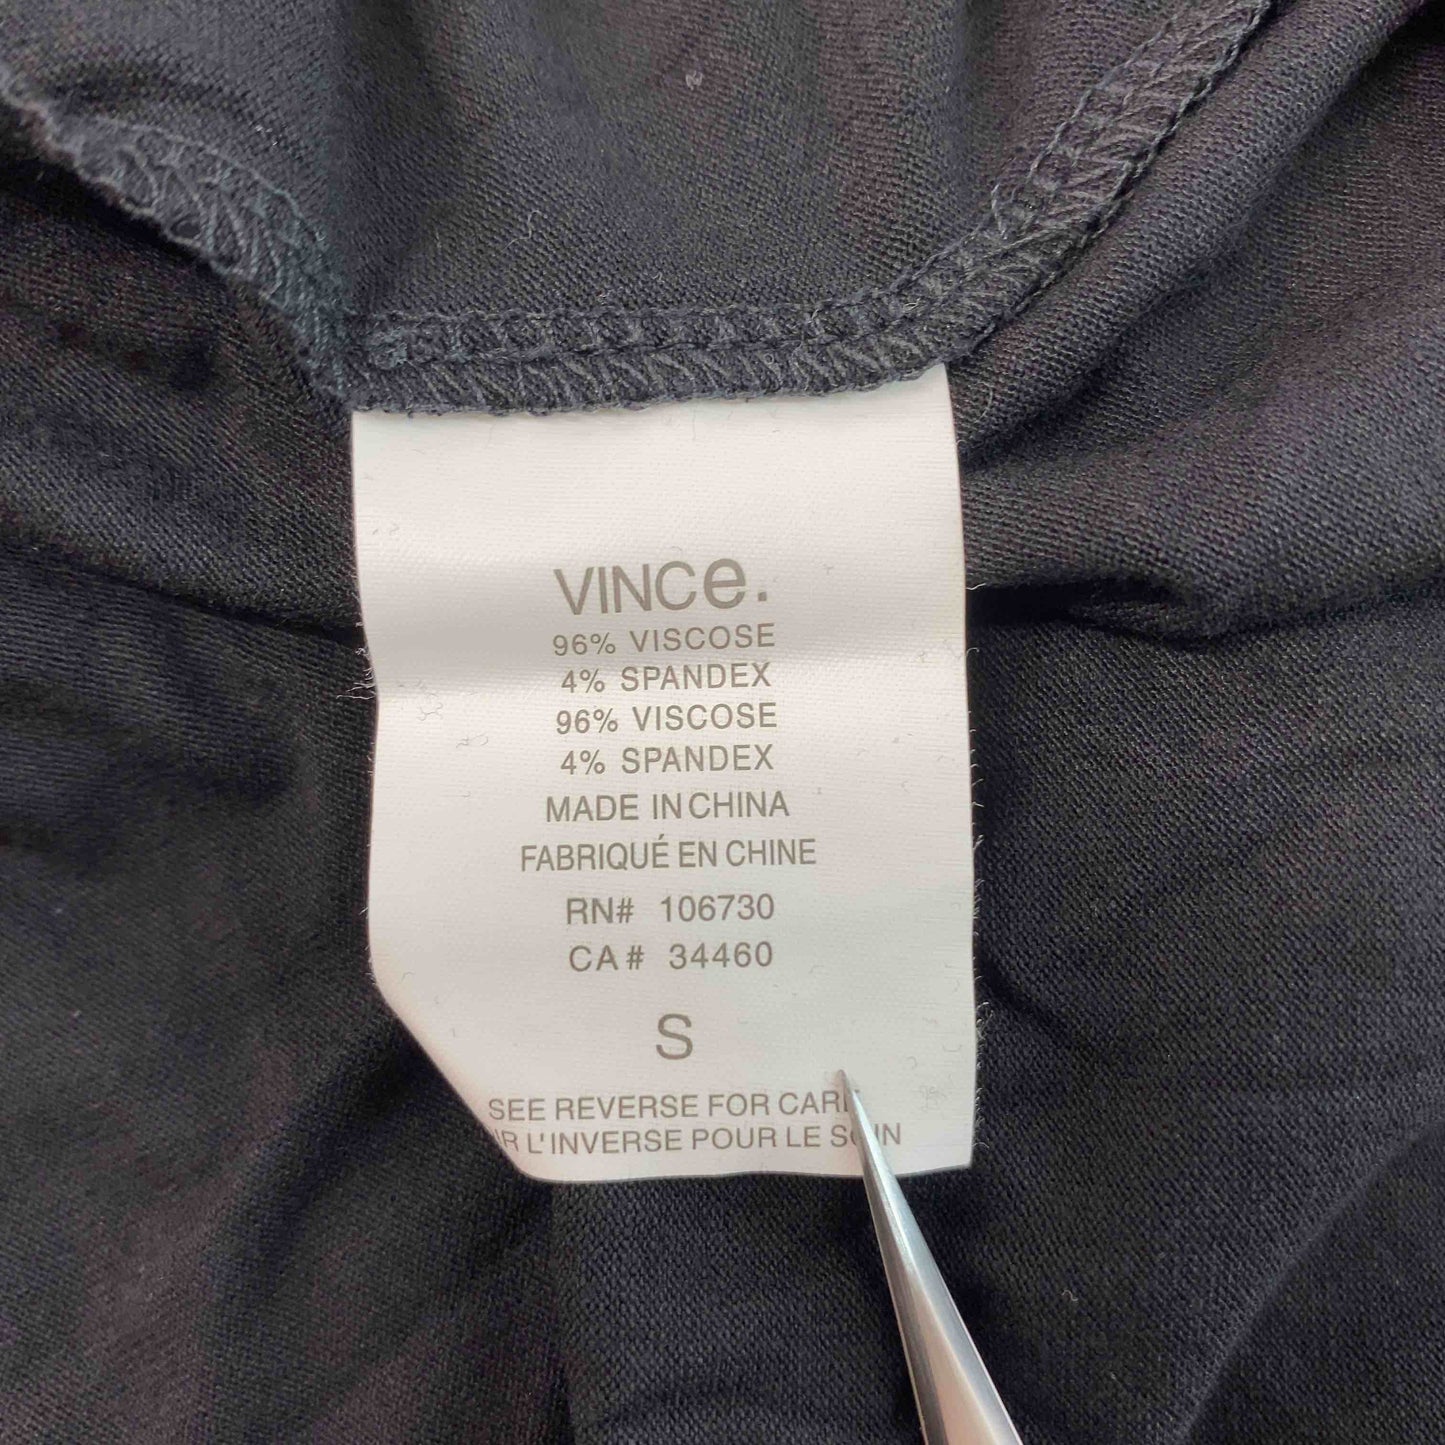 VINCe.
96% VISCOSE
4% SPANDEX
96% VISCOSE
4% SPANDEX
MADE IN CHINA
FABRIQUÉ EN CHINE
RN# 106730
CA# 34460
S
SEE REVERSE FOR CARE
L'INVERSE POUR LE SOIN